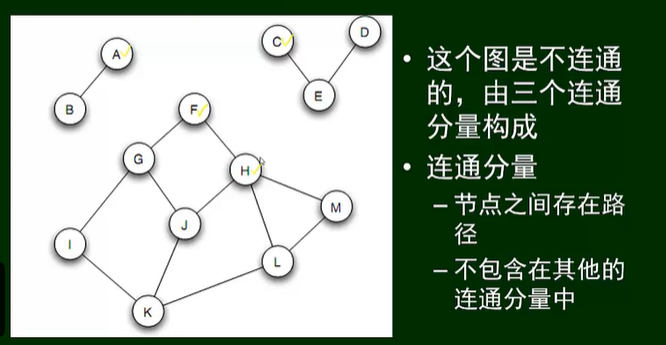 A
B
C
D
E
F
G
H
I
J
K
L
M
• 这个图是不连通
的，由三个连通
分量构成
• 连通分量
– 节点之间存在路
径
– 不包含在其他的
连通分量中